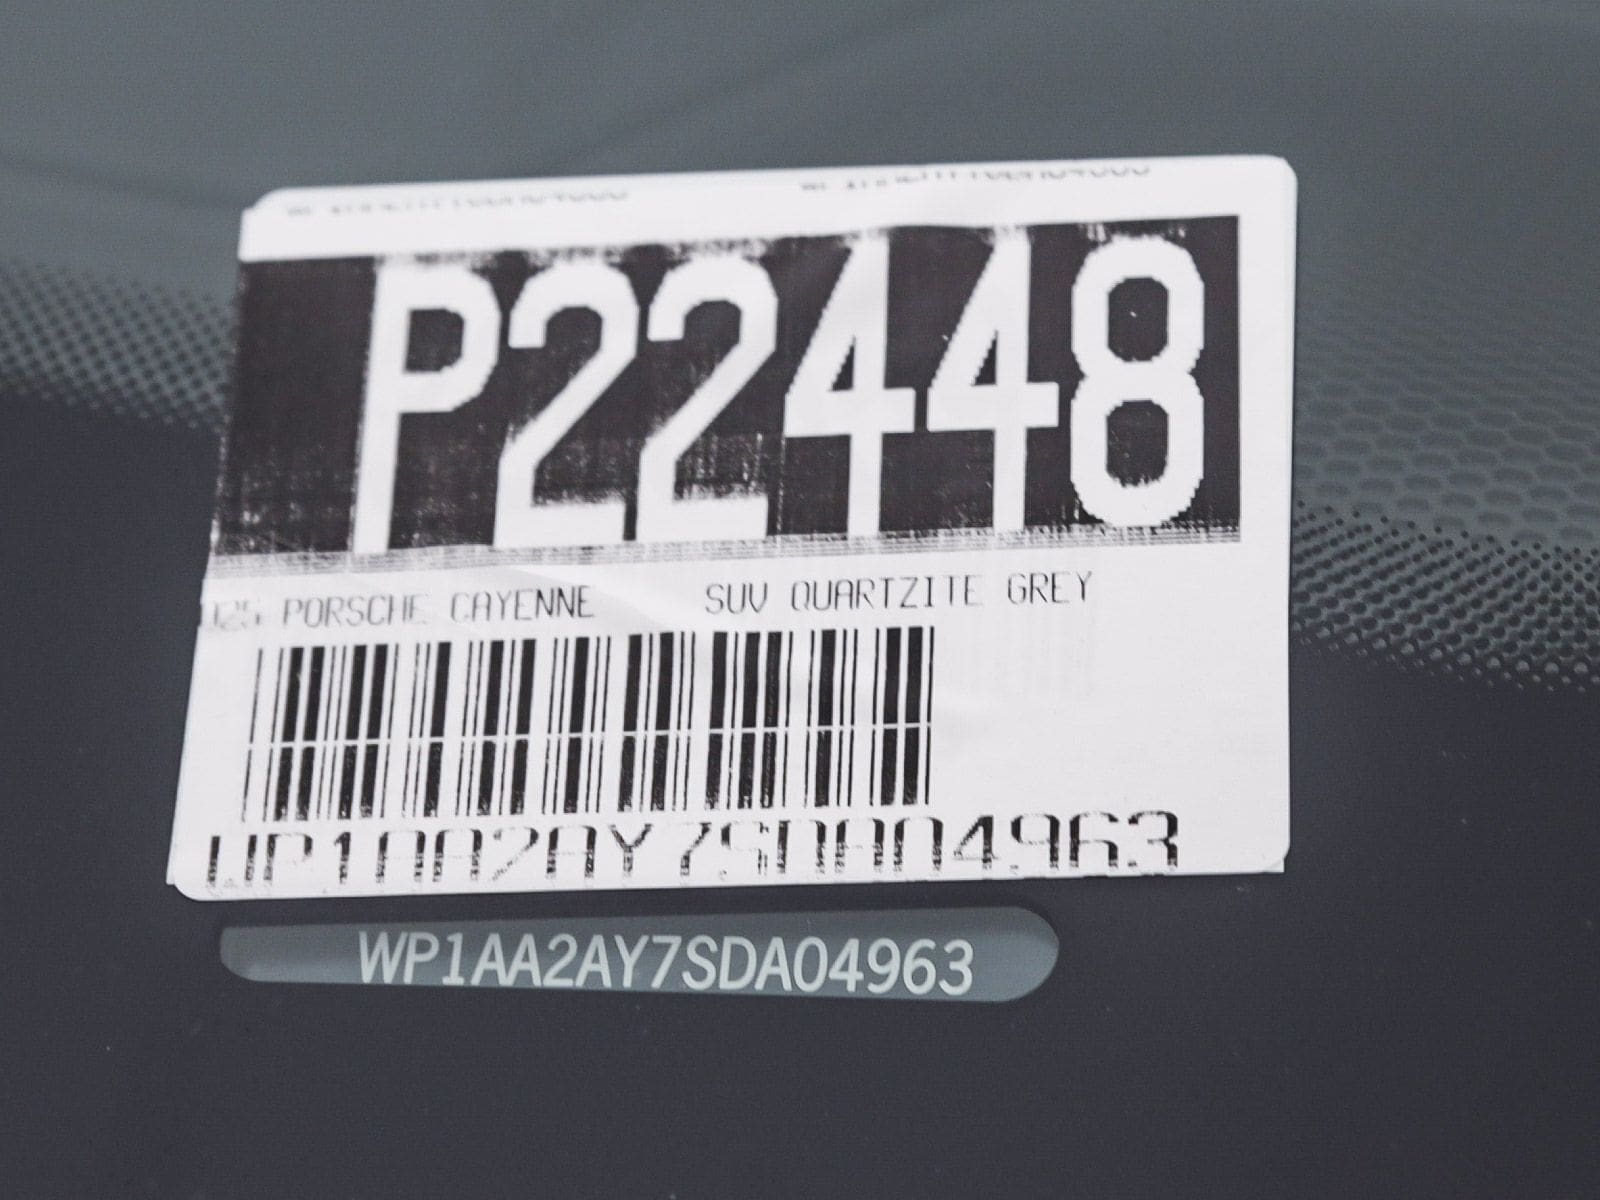 P22448
PORSCHE CAYENNE SUV QUARTZITE GREY
WP1AA2AY7SDA04963
WP1AA2AY7SDA04963